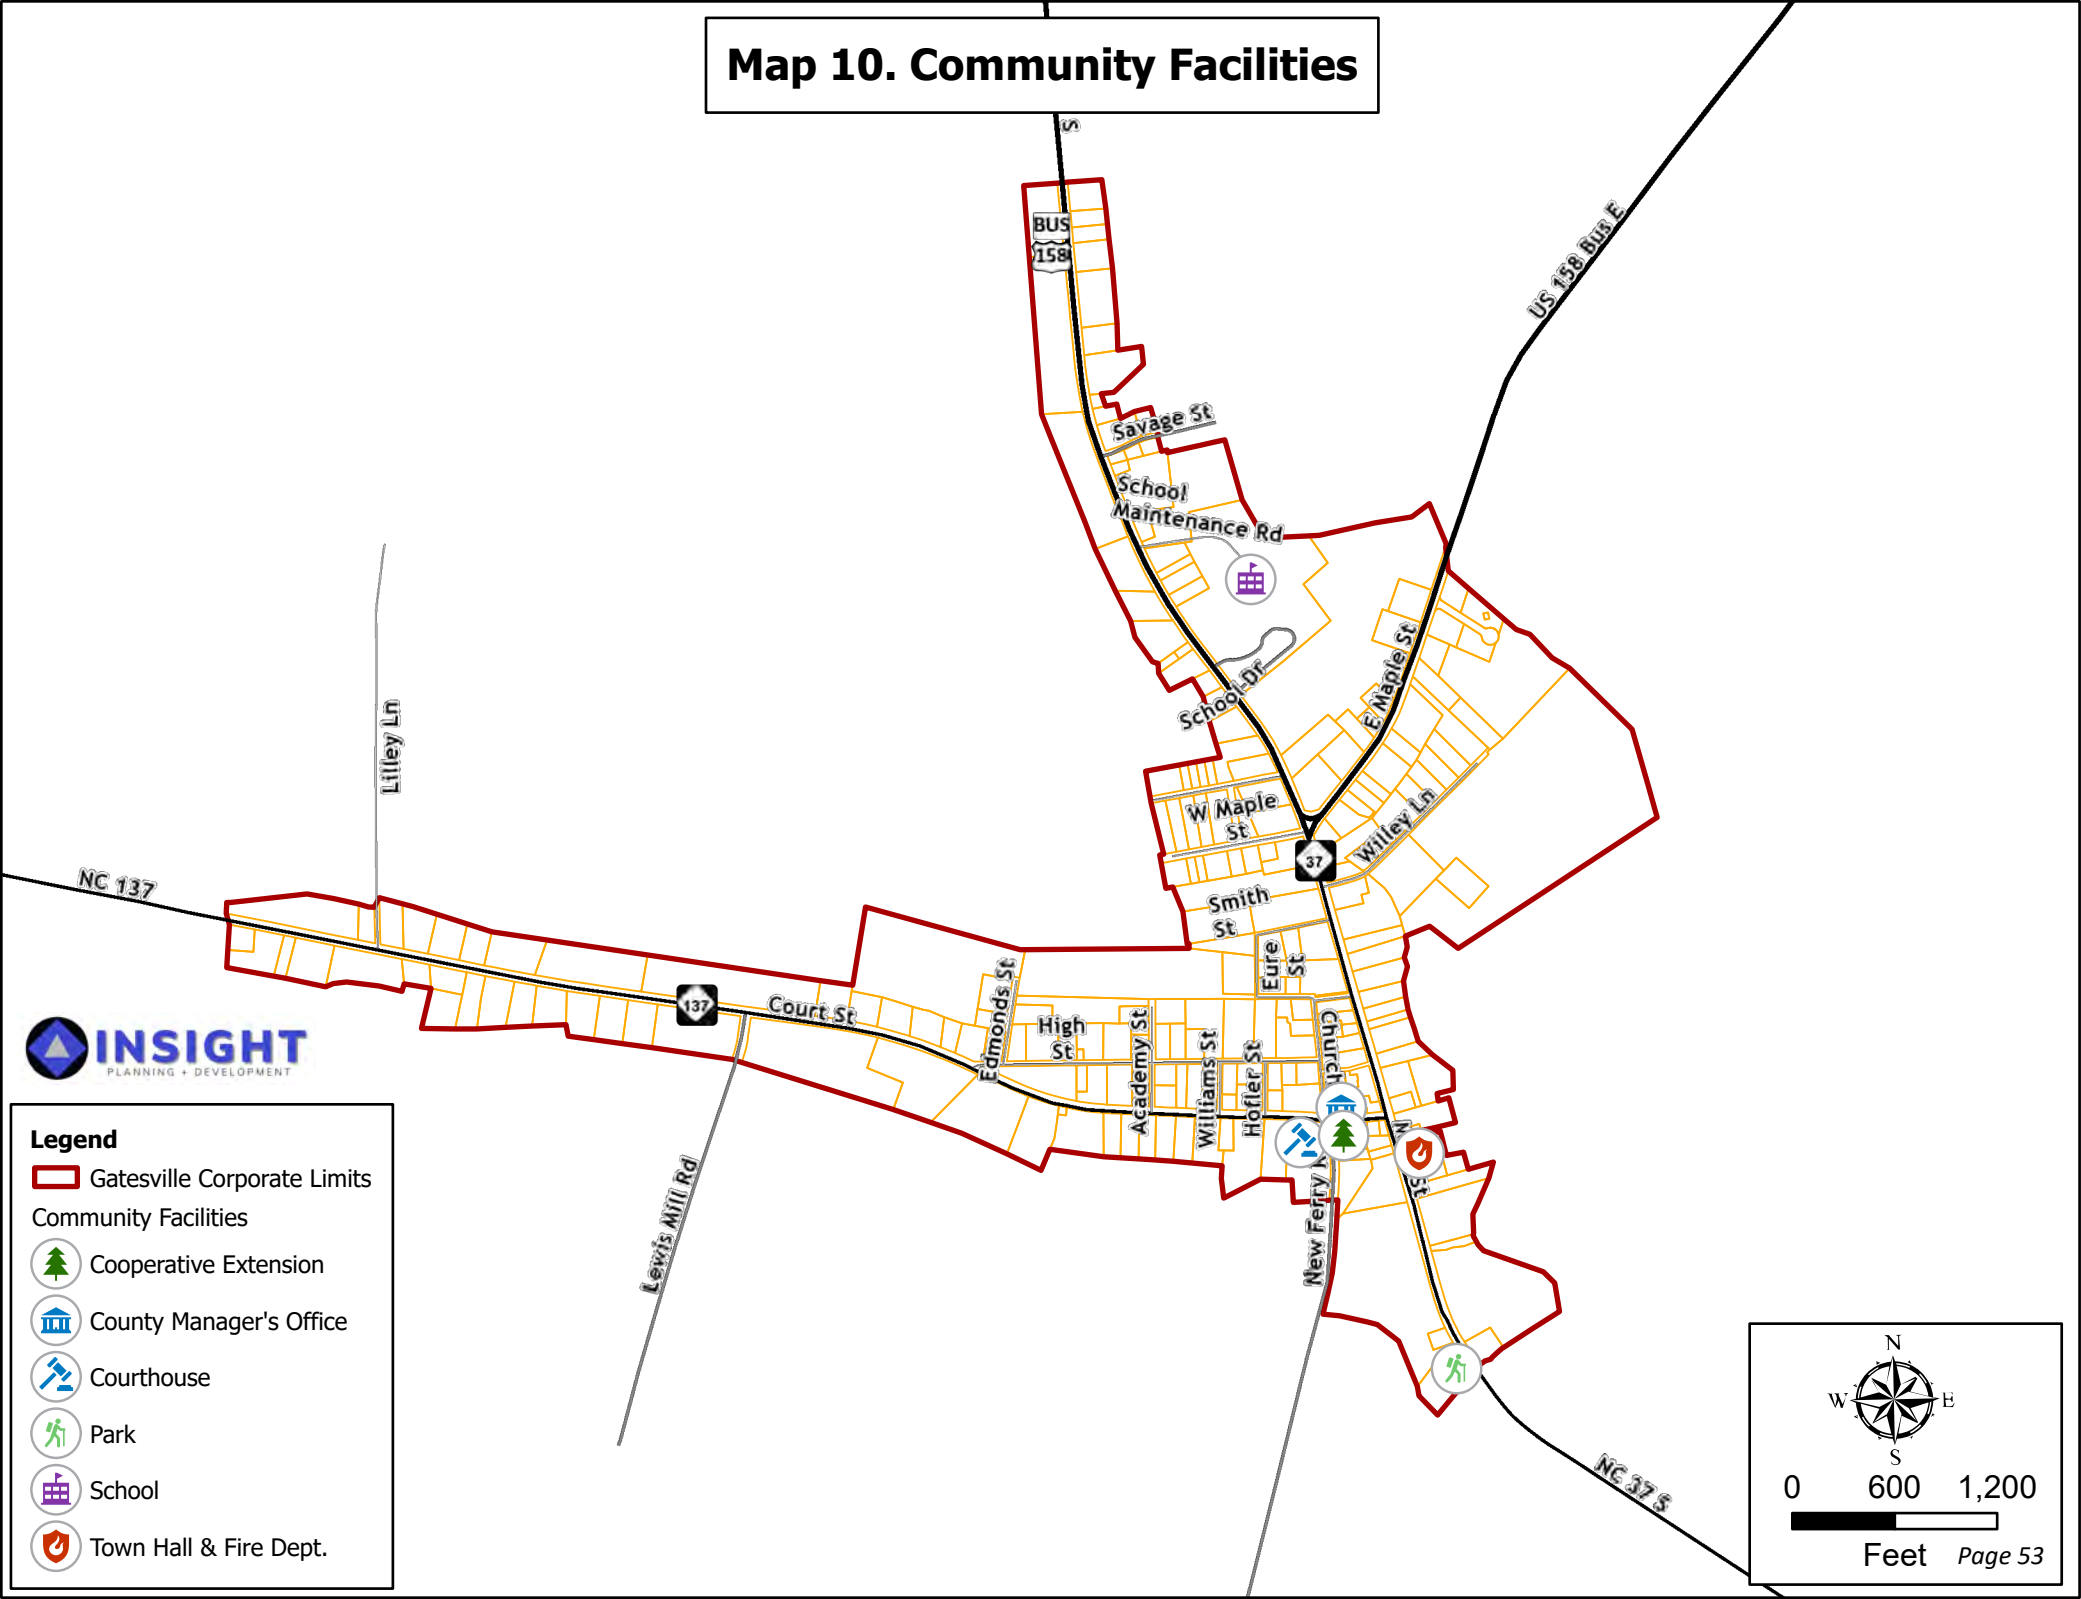 Map 10. Community Facilities
S
BUS
158
US 158 Bus E
Savage St
School
Maintenance Rd
E Maple St
School Dr
Lilley Ln
W Maple
St
Willey Ln
37
NC 137
Smith
St
Eure
St
Edmonds St
137
Court St
High
St
Academy St
Williams St
Hofler St
Church
INSIGHT
PLANNING + DEVELOPMENT
St
New Ferry
Lewis Mill Rd
Legend
Gatesville Corporate Limits
Community Facilities
Cooperative Extension
County Manager's Office
Courthouse
Park
School
Town Hall & Fire Dept.
NC 37 S
N
W
E
S
0 600 1,200
Feet
Page 53